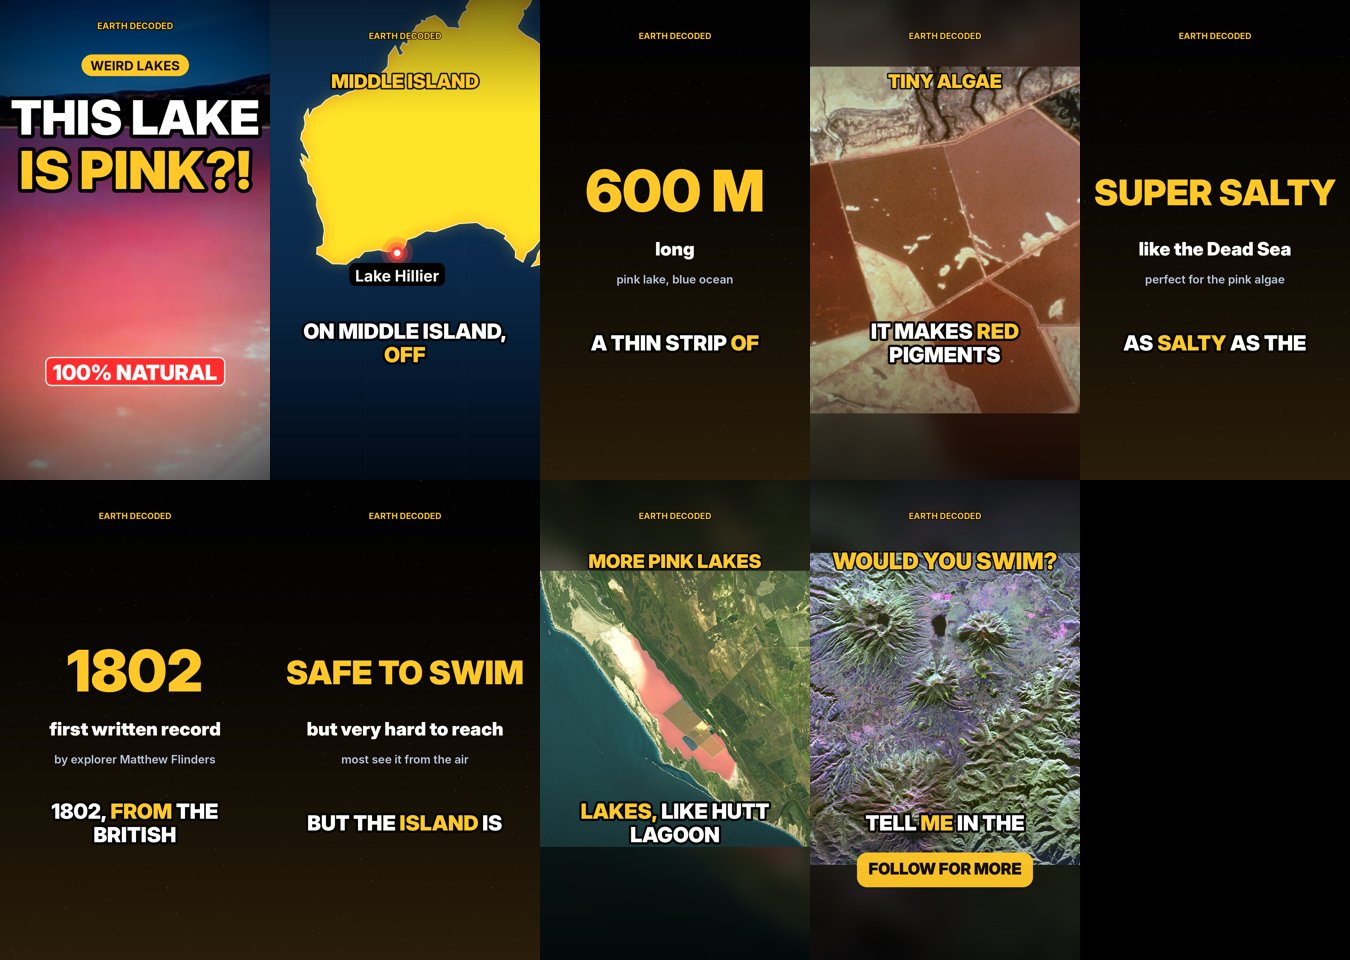 EARTH DECODED
WEIRD LAKES
THIS LAKE
IS PINK?!
100% NATURAL
EARTH DECODED
MIDDLE ISLAND
Lake Hillier
ON MIDDLE ISLAND,
OFF
EARTH DECODED
600 M
long
pink lake, blue ocean
A THIN STRIP OF
EARTH DECODED
TINY ALGAE
IT MAKES RED
PIGMENTS
EARTH DECODED
SUPER SALTY
like the Dead Sea
perfect for the pink algae
AS SALTY AS THE
EARTH DECODED
1802
first written record
by explorer Matthew Flinders
1802, FROM THE
BRITISH
EARTH DECODED
SAFE TO SWIM
but very hard to reach
most see it from the air
BUT THE ISLAND IS
EARTH DECODED
MORE PINK LAKES
LAKES, LIKE HUTT
LAGOON
EARTH DECODED
WOULD YOU SWIM?
TELL ME IN THE
FOLLOW FOR MORE